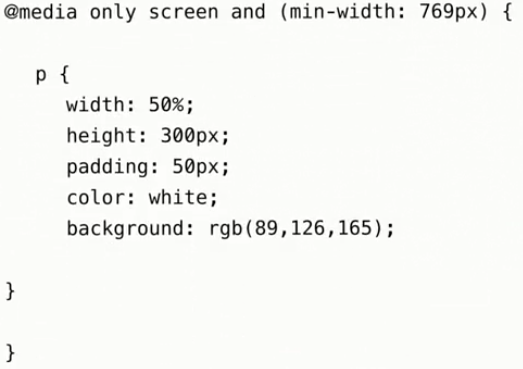 @media only screen and (min-width: 769px) {
p {
width: 50%;
height: 300px;
padding: 50px;
color: white;
background: rgb(89,126,165);
}
}